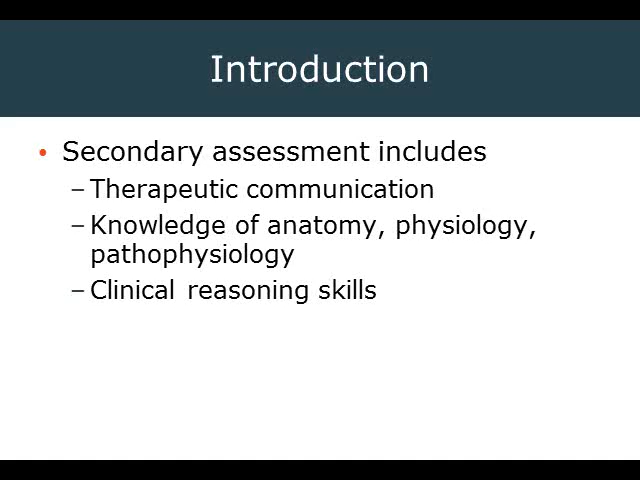 Introduction
• Secondary assessment includes
– Therapeutic communication
– Knowledge of anatomy, physiology,
pathophysiology
– Clinical reasoning skills